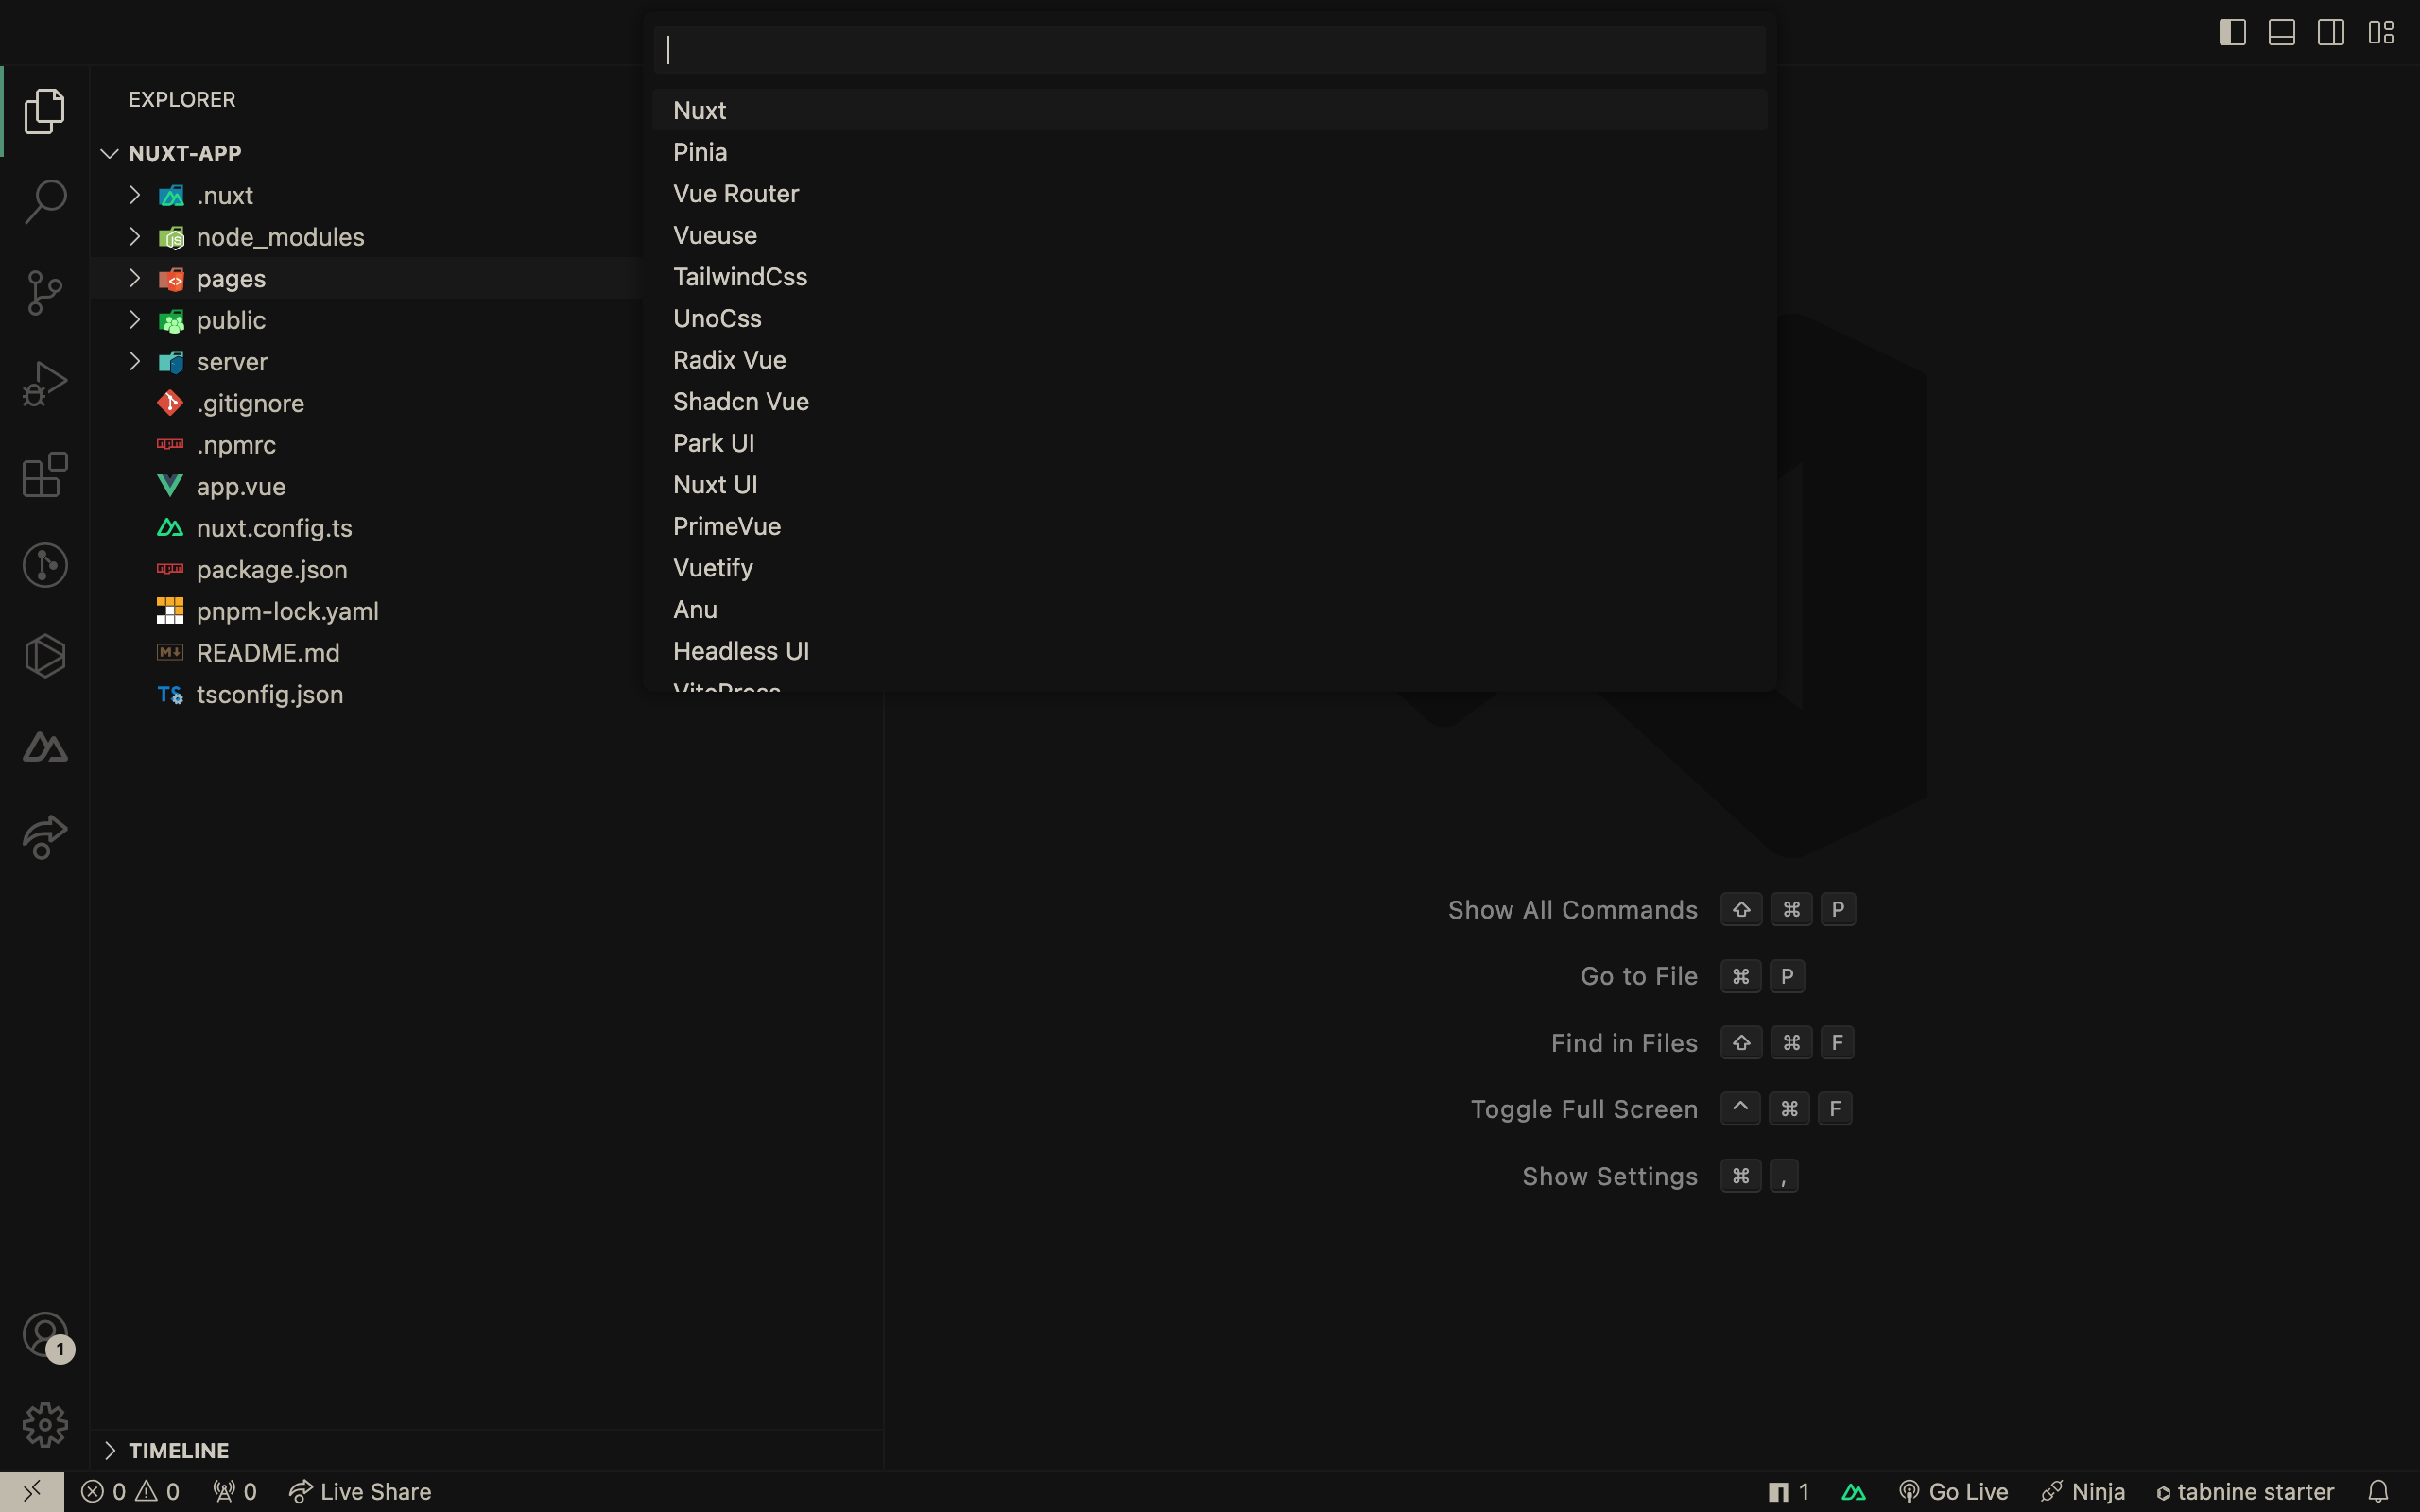 EXPLORER
NUXT-APP
.nuxt
node_modules
pages
public
server
.gitignore
.npmrc
app.vue
nuxt.config.ts
package.json
pnpm-lock.yaml
README.md
tsconfig.json
Nuxt
Pinia
Vue Router
Vueuse
TailwindCss
UnoCss
Radix Vue
Shadcn Vue
Park UI
Nuxt UI
PrimeVue
Vuetify
Anu
Headless UI
VitePress
Show All Commands ⇧ ⌘ P
Go to File ⌘ P
Find in Files ⇧ ⌘ F
Toggle Full Screen ^ ⌘ F
Show Settings ⌘ ,
1
TIMELINE
0 0 0 Live Share
1 Go Live Ninja tabnine starter